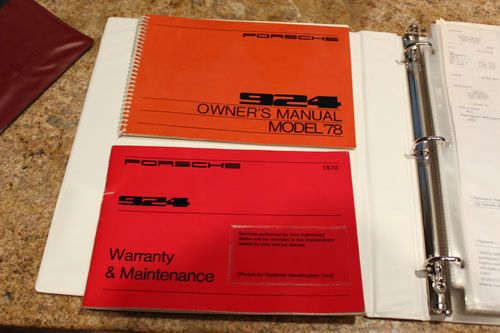 PORSCHE
924
OWNER'S MANUAL
MODEL '78
PORSCHE
1978
924
Warranty
& Maintenance
Services performed by your authorized
dealer will be recorded in the maintenance
record by your service adviser.
(Pocket for Customer Identification Card)